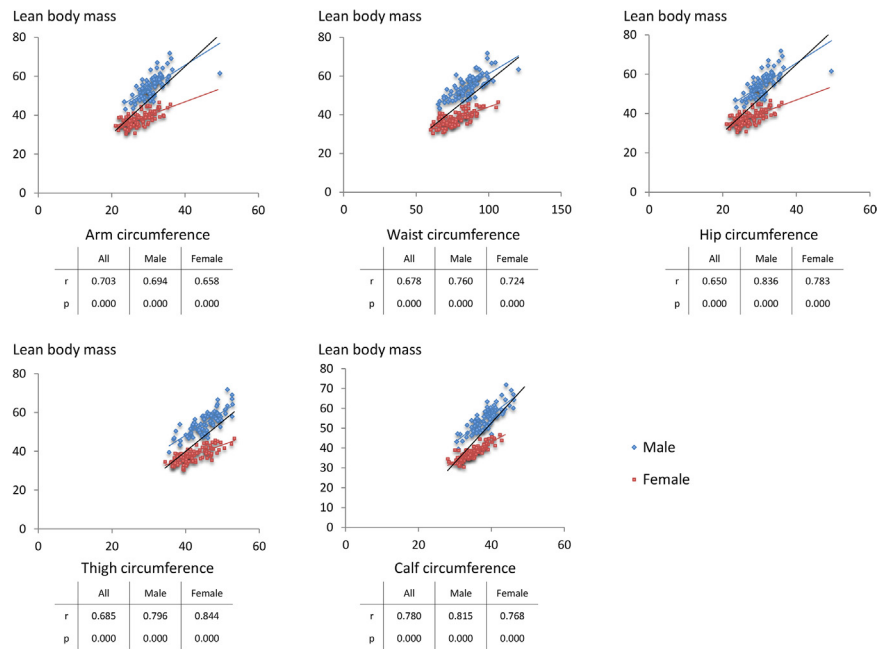 Lean body mass
80
60
40
20
0
0 20 40 60
Arm circumference
All Male Female
r 0.703 0.694 0.658
p 0.000 0.000 0.000
Lean body mass
80
60
40
20
0
0 50 100 150
Waist circumference
All Male Female
r 0.678 0.760 0.724
p 0.000 0.000 0.000
Lean body mass
80
60
40
20
0
0 20 40 60
Hip circumference
All Male Female
r 0.650 0.836 0.783
p 0.000 0.000 0.000
Lean body mass
80
60
40
20
0
0 20 40 60
Thigh circumference
All Male Female
r 0.685 0.796 0.844
p 0.000 0.000 0.000
Lean body mass
80
70
60
50
40
30
20
10
0
0 20 40 60
Calf circumference
All Male Female
r 0.780 0.815 0.768
p 0.000 0.000 0.000
Male
Female